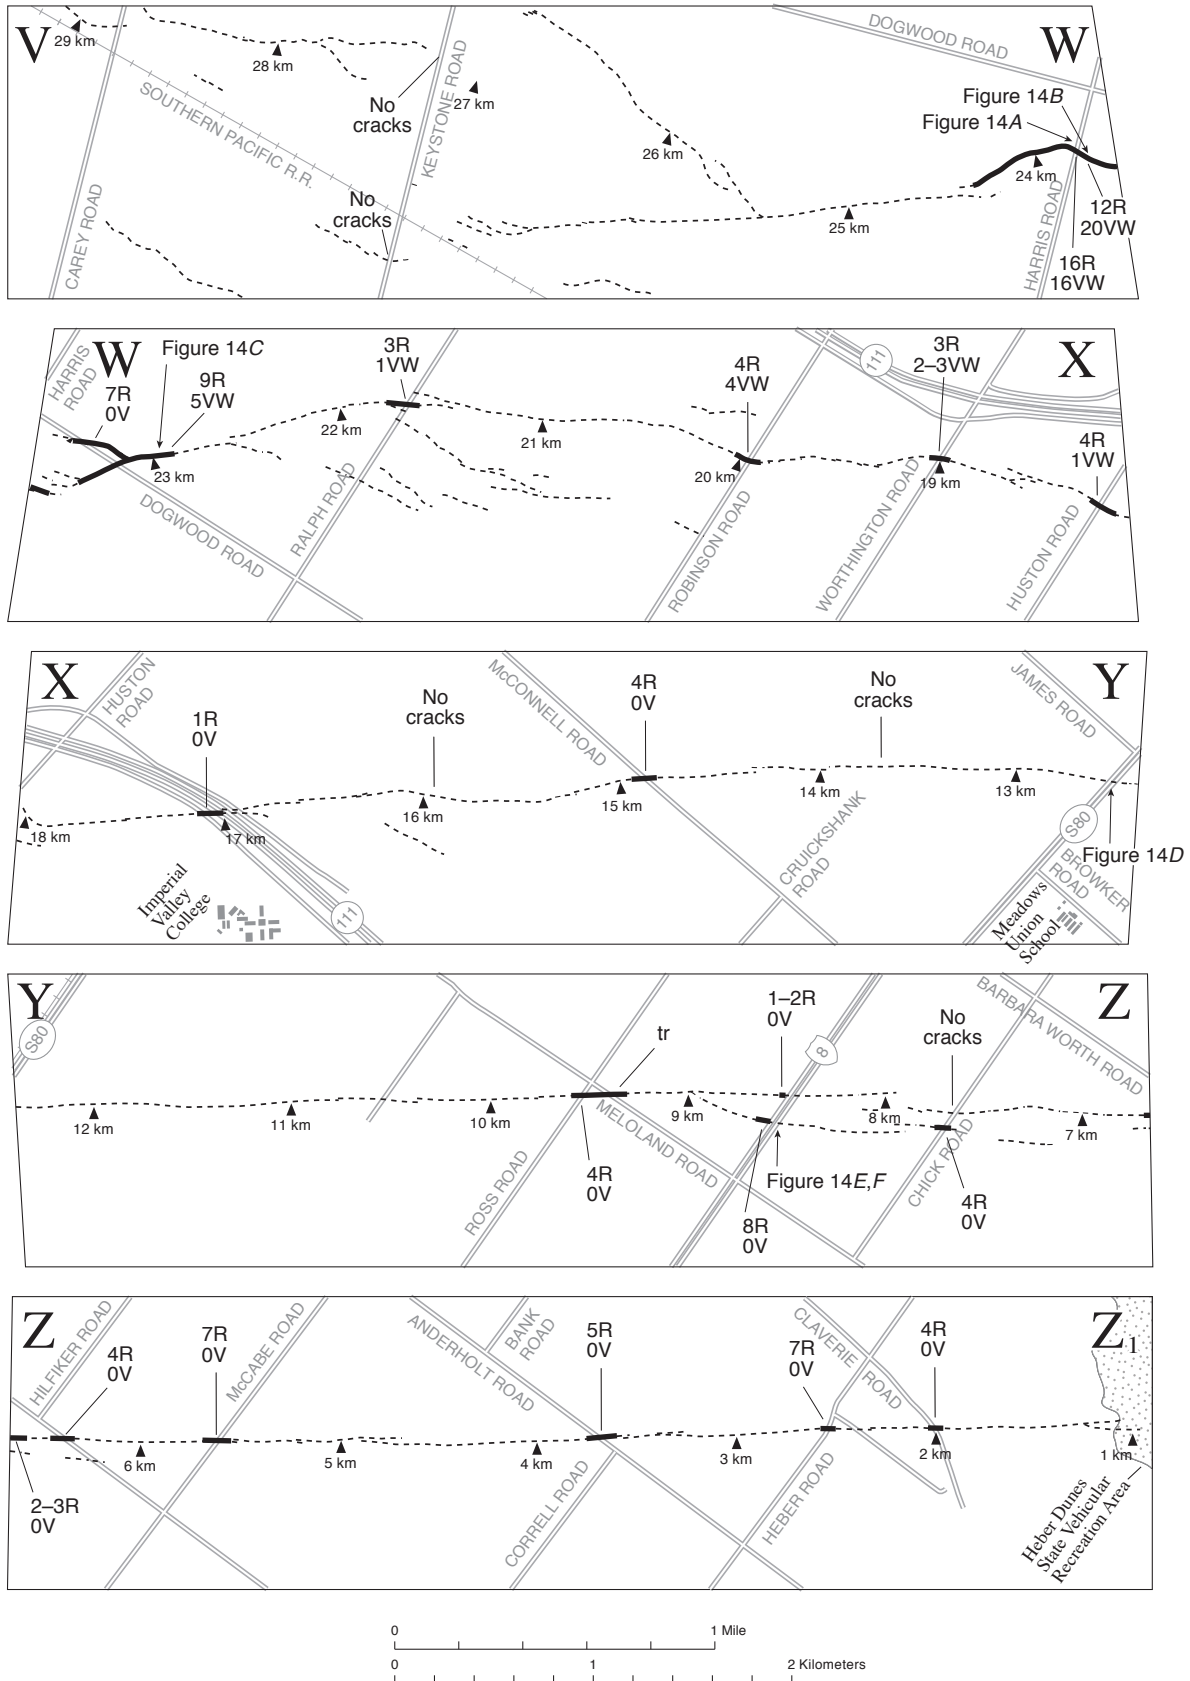 V
29 km
28 km
SOUTHERN PACIFIC R.R.
CAREY ROAD
No
cracks
KEYSTONE ROAD
27 km
No
cracks
26 km
25 km
DOGWOOD ROAD
W
Figure 14B
Figure 14A
24 km
HARRIS ROAD
12R
20VW
16R
16VW
HARRIS
ROAD
W
7R
0V
Figure 14C
9R
5VW
23 km
DOGWOOD ROAD
22 km
3R
1VW
RALPH ROAD
21 km
4R
4VW
20 km
ROBINSON ROAD
111
3R
2–3VW
19 km
WORTHINGTON ROAD
X
4R
1VW
HUSTON ROAD
X
HUSTON
ROAD
18 km
1R
0V
17 km
Imperial
Valley
College
111
No
cracks
16 km
McCONNELL ROAD
4R
0V
15 km
No
cracks
14 km
CRUICKSHANK
ROAD
13 km
JAMES ROAD
Y
S80
Figure 14D
BROWKER
ROAD
Meadows
Union
School
Y
S80
12 km
11 km
10 km
ROSS ROAD
tr
4R
0V
MELOLAND ROAD
9 km
1–2R
0V
8
8 km
8R
0V
Figure 14E,F
No
cracks
CHICK ROAD
4R
0V
BARBARA WORTH ROAD
Z
7 km
Z
HILFIKER ROAD
4R
0V
2–3R
0V
6 km
7R
0V
McCABE ROAD
5 km
ANDERHOLT ROAD
BANK
ROAD
5R
0V
4 km
CORRELL ROAD
3 km
7R
0V
HEBER ROAD
CLAVERIE ROAD
4R
0V
2 km
Z1
1 km
Heber Dunes
State Vehicular
Recreation Area
0 1 Mile
0 1 2 Kilometers